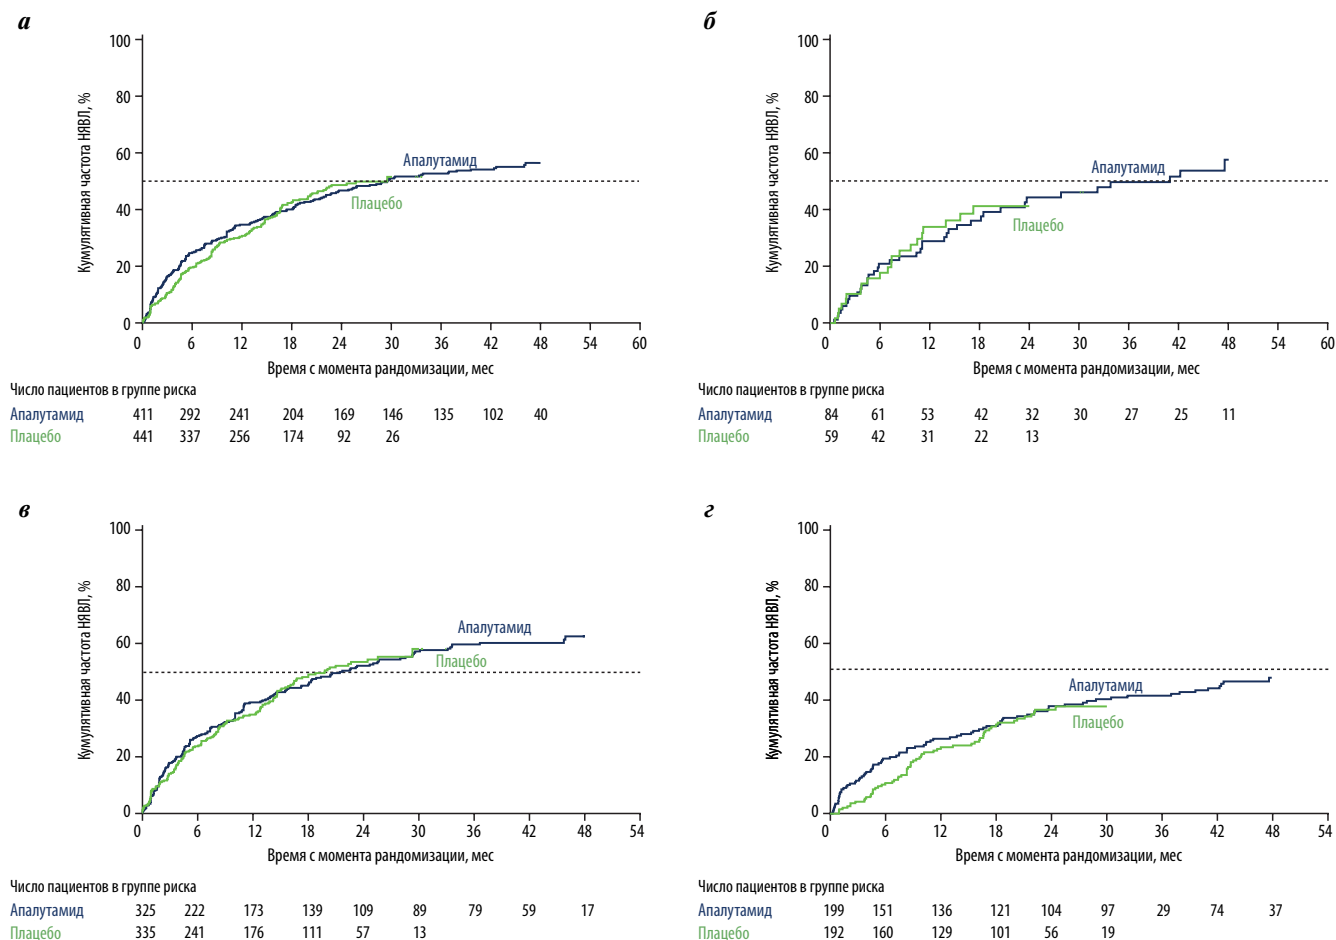 а
Кумулятивная частота НЯВЛ, %
100
80
60
40
20
0
Апалутамид
Плацебо
0 6 12 18 24 30 36 42 48 54 60
Время с момента рандомизации, мес
Число пациентов в группе риска
Апалутамид 411 292 241 204 169 146 135 102 40
Плацебо 441 337 256 174 92 26
б
Кумулятивная частота НЯВЛ, %
100
80
60
40
20
0
Апалутамид
Плацебо
0 6 12 18 24 30 36 42 48 54 60
Время с момента рандомизации, мес
Число пациентов в группе риска
Апалутамид 84 61 53 42 32 30 27 25 11
Плацебо 59 42 31 22 13
в
Кумулятивная частота НЯВЛ, %
100
80
60
40
20
0
Апалутамид
Плацебо
0 6 12 18 24 30 36 42 48 54
Время с момента рандомизации, мес
Число пациентов в группе риска
Апалутамид 325 222 173 139 109 89 79 59 17
Плацебо 335 241 176 111 57 13
г
Кумулятивная частота НЯВЛ, %
100
80
60
40
20
0
Апалутамид
Плацебо
0 6 12 18 24 30 36 42 48 54
Время с момента рандомизации, мес
Число пациентов в группе риска
Апалутамид 199 151 136 121 104 97 29 74 37
Плацебо 192 160 129 101 56 19